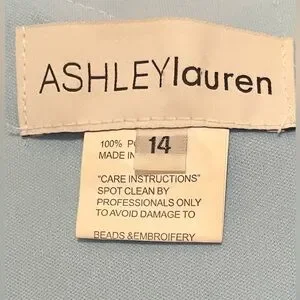 ASHLEYlauren
14
100%
MADE IN
"CARE INSTRUCTIONS"
SPOT CLEAN BY
PROFESSIONALS ONLY
TO AVOID DAMAGE TO
BEADS &EMBROIFERY